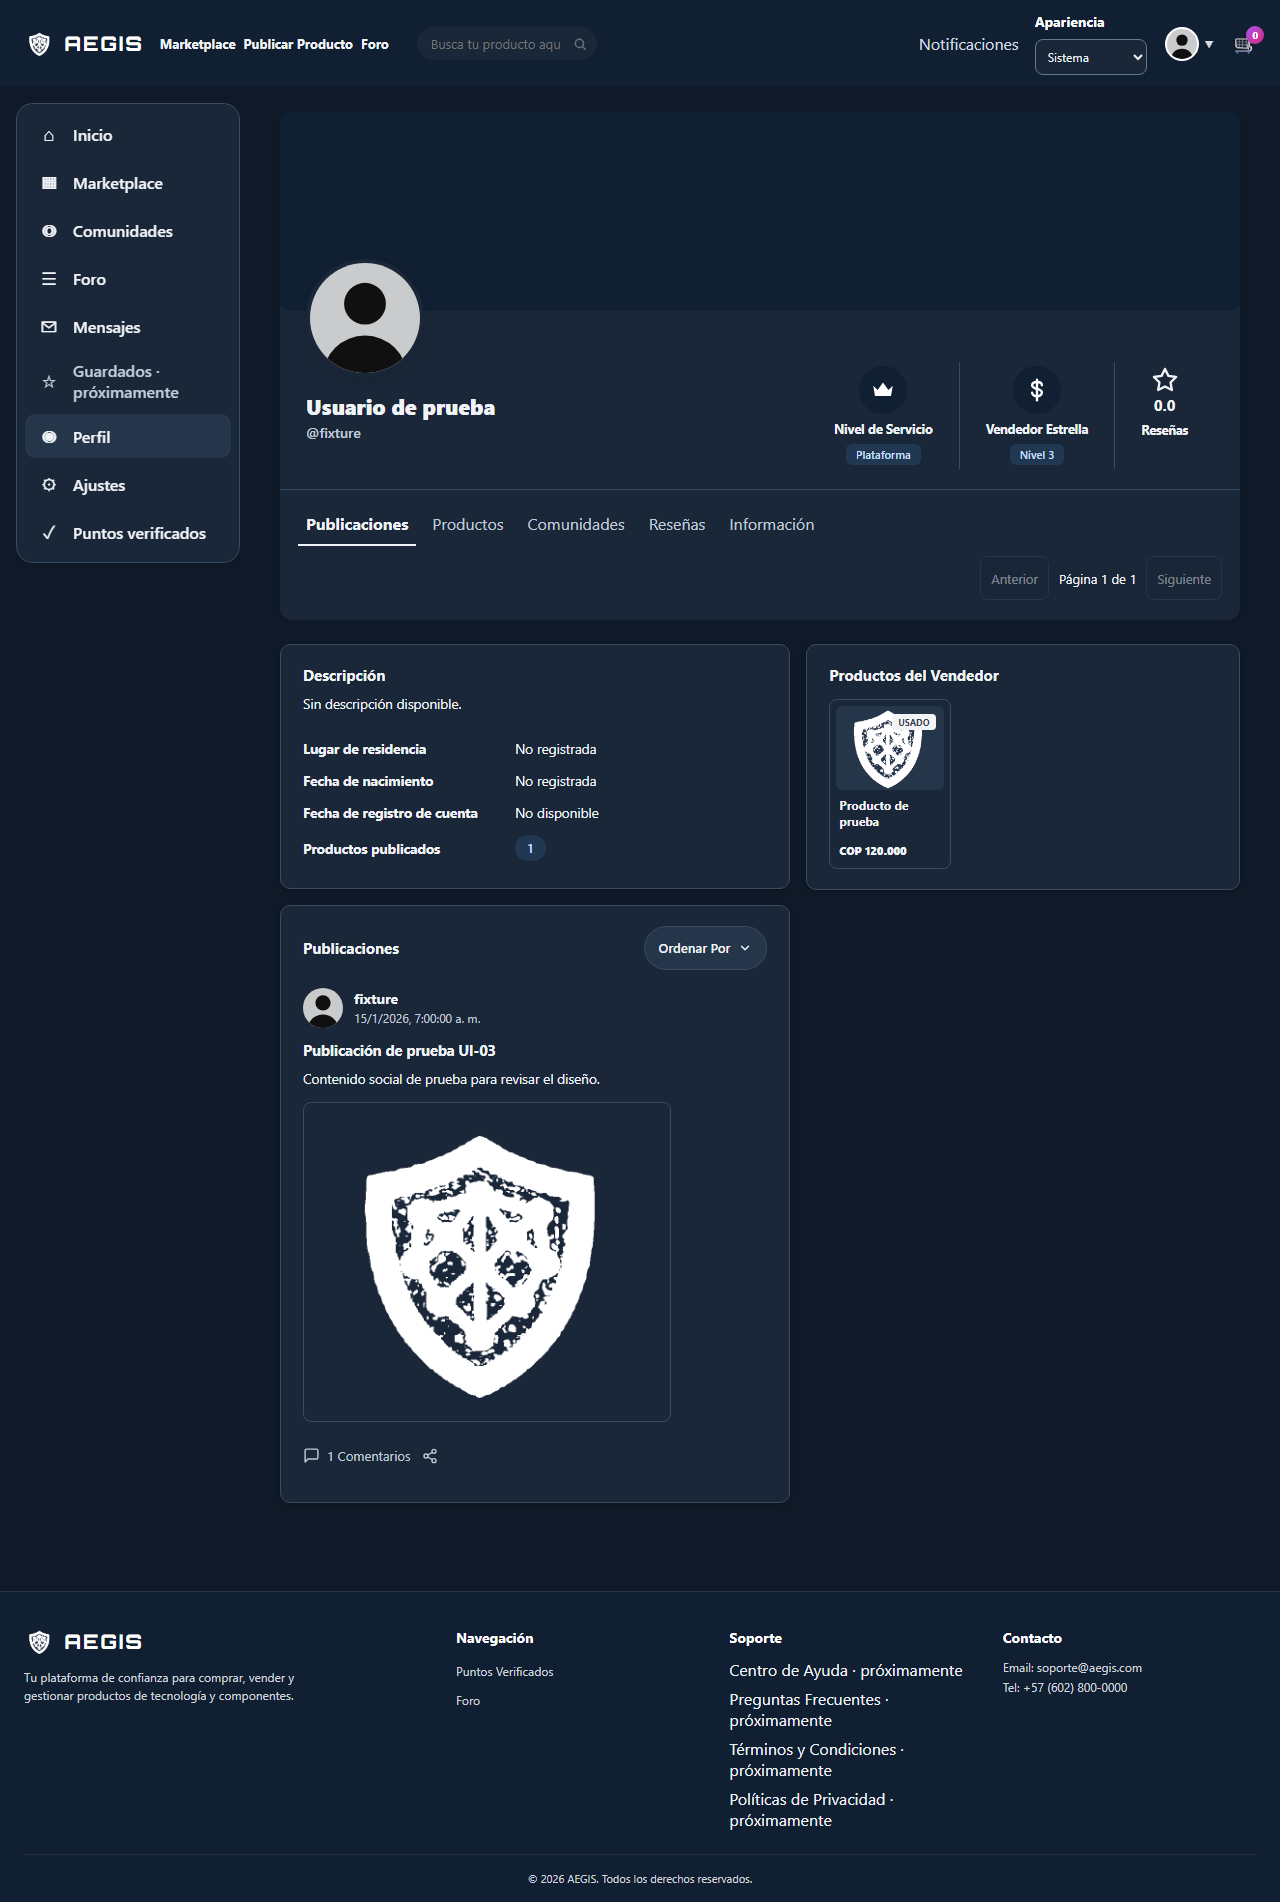 AEGIS
Marketplace Publicar Producto Foro
Busca tu producto aqu
Notificaciones
Apariencia
Sistema
▼
0
Inicio
Marketplace
Comunidades
Foro
Mensajes
Guardados ·
próximamente
Perfil
Ajustes
Puntos verificados
Usuario de prueba
@fixture
Nivel de Servicio
Plataforma
Vendedor Estrella
Nivel 3
0.0
Reseñas
Publicaciones Productos Comunidades Reseñas Información
Anterior Página 1 de 1 Siguiente
Descripción
Sin descripción disponible.
Lugar de residencia No registrada
Fecha de nacimiento No registrada
Fecha de registro de cuenta No disponible
Productos publicados 1
Productos del Vendedor
USADO
Producto de
prueba
COP 120.000
Publicaciones
Ordenar Por
fixture
15/1/2026, 7:00:00 a. m.
Publicación de prueba UI-03
Contenido social de prueba para revisar el diseño.
1 Comentarios
AEGIS
Tu plataforma de confianza para comprar, vender y
gestionar productos de tecnología y componentes.
Navegación
Puntos Verificados
Foro
Soporte
Centro de Ayuda · próximamente
Preguntas Frecuentes ·
próximamente
Términos y Condiciones ·
próximamente
Políticas de Privacidad ·
próximamente
Contacto
Email: soporte@aegis.com
Tel: +57 (602) 800-0000
© 2026 AEGIS. Todos los derechos reservados.